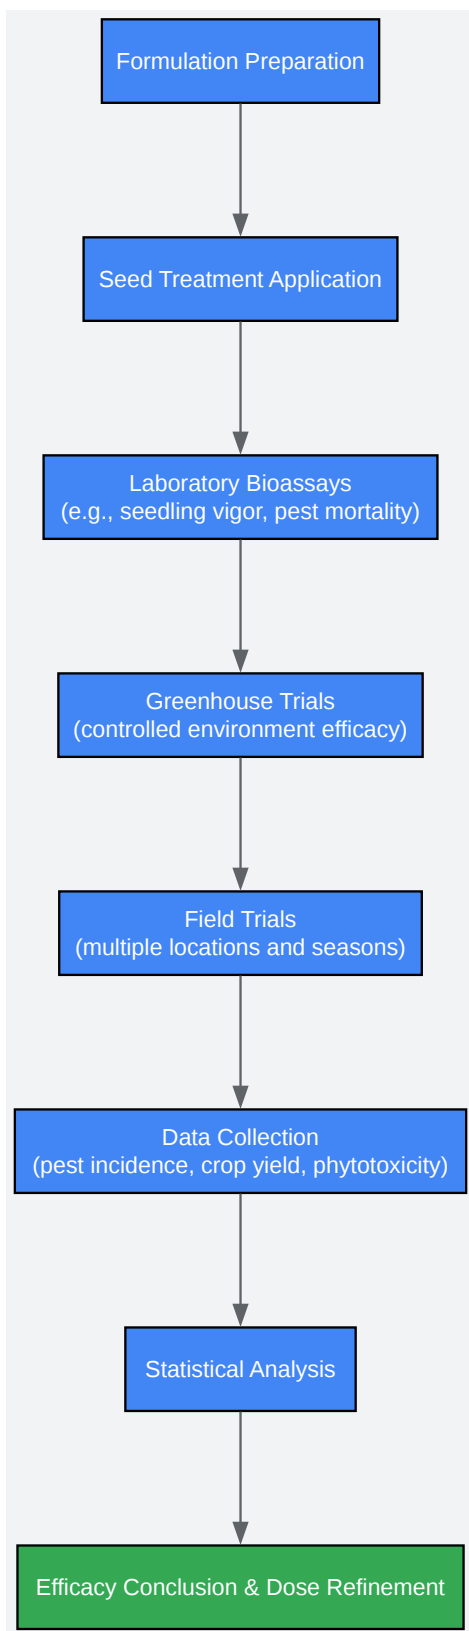 Formulation Preparation
Seed Treatment Application
Laboratory Bioassays
(e.g., seedling vigor, pest mortality)
Greenhouse Trials
(controlled environment efficacy)
Field Trials
(multiple locations and seasons)
Data Collection
(pest incidence, crop yield, phytotoxicity)
Statistical Analysis
Efficacy Conclusion & Dose Refinement